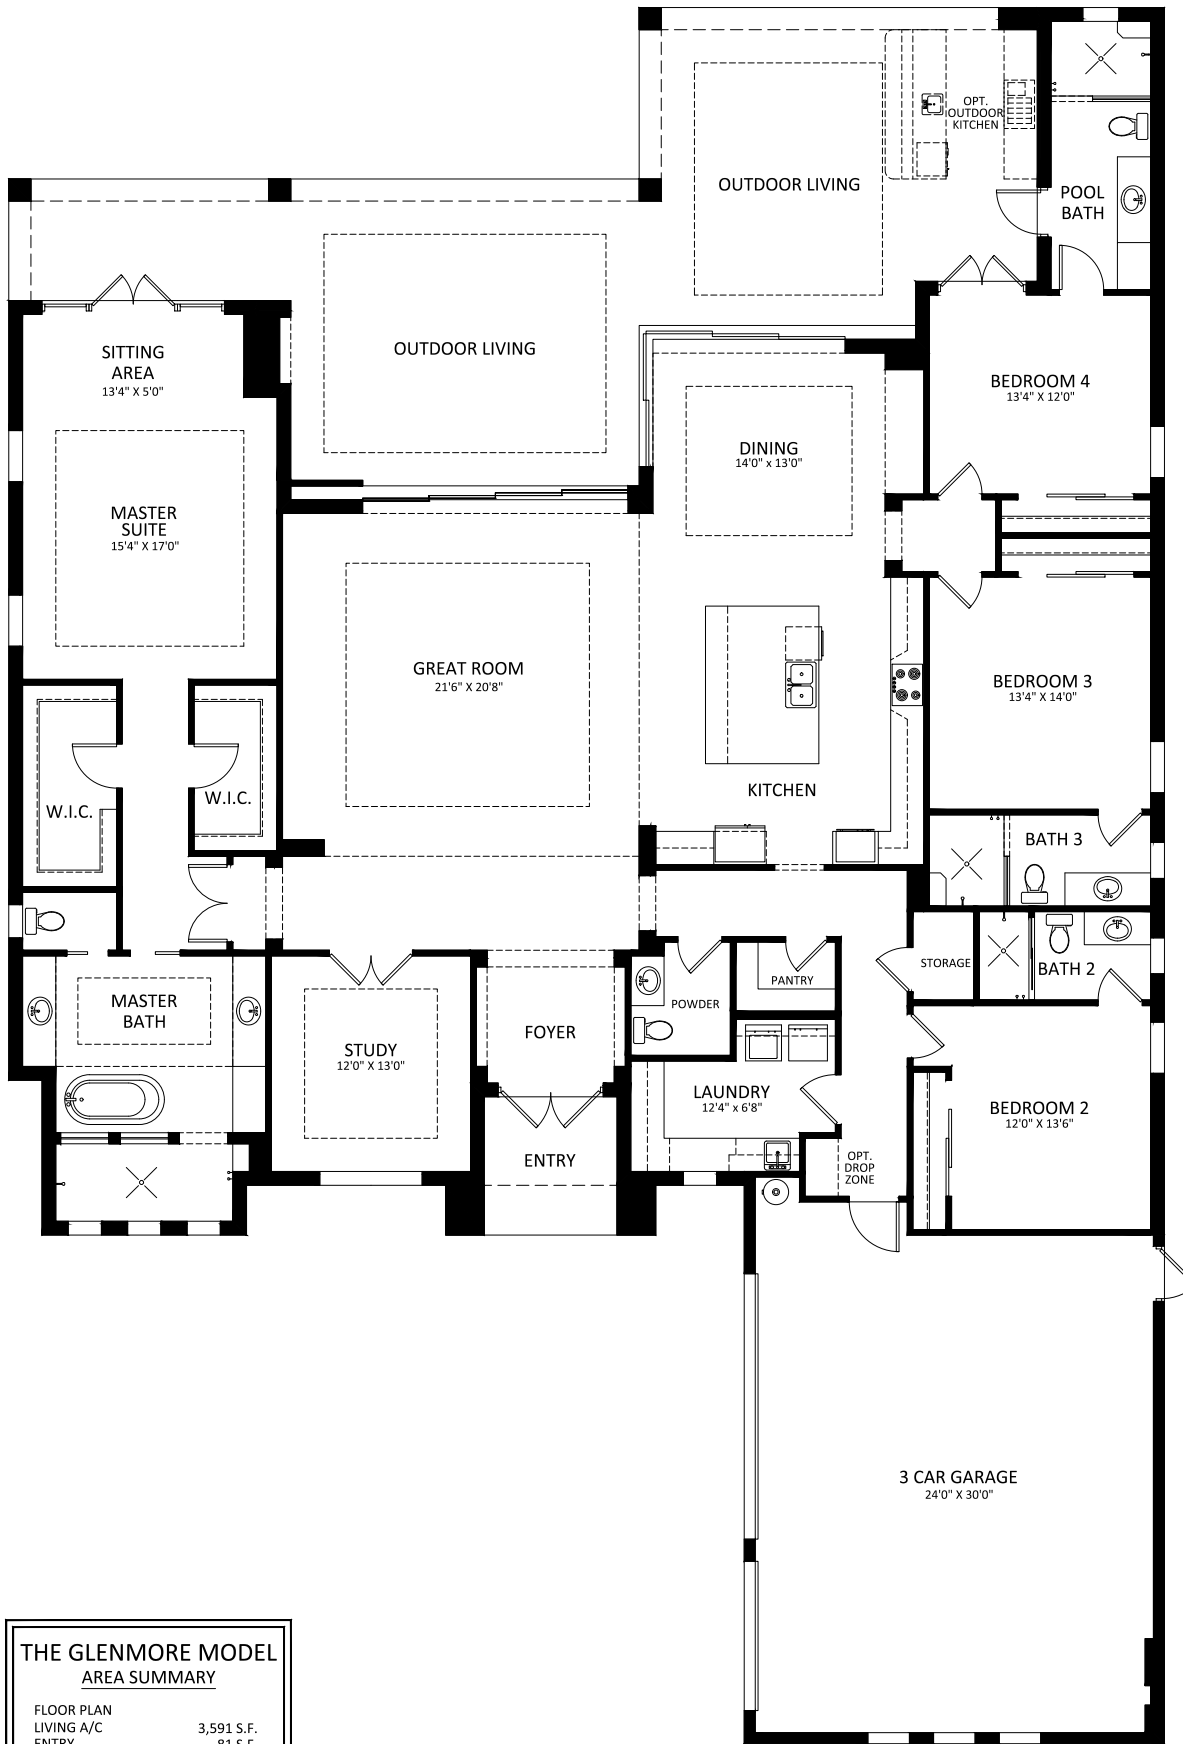 OPT.
OUTDOOR
KITCHEN
OUTDOOR LIVING
POOL
BATH
OUTDOOR LIVING
SITTING
AREA
13'4" X 5'0"
BEDROOM 4
13'4" X 12'0"
DINING
14'0" x 13'0"
MASTER
SUITE
15'4" X 17'0"
GREAT ROOM
21'6" X 20'8"
BEDROOM 3
13'4" X 14'0"
KITCHEN
W.I.C.
W.I.C.
BATH 3
STORAGE
BATH 2
PANTRY
POWDER
MASTER
BATH
FOYER
STUDY
12'0" X 13'0"
LAUNDRY
12'4" x 6'8"
BEDROOM 2
12'0" X 13'6"
ENTRY
OPT.
DROP
ZONE
3 CAR GARAGE
24'0" X 30'0"
THE GLENMORE MODEL
AREA SUMMARY
FLOOR PLAN
LIVING A/C 3,591 S.F.
ENTRY 81 S.F.